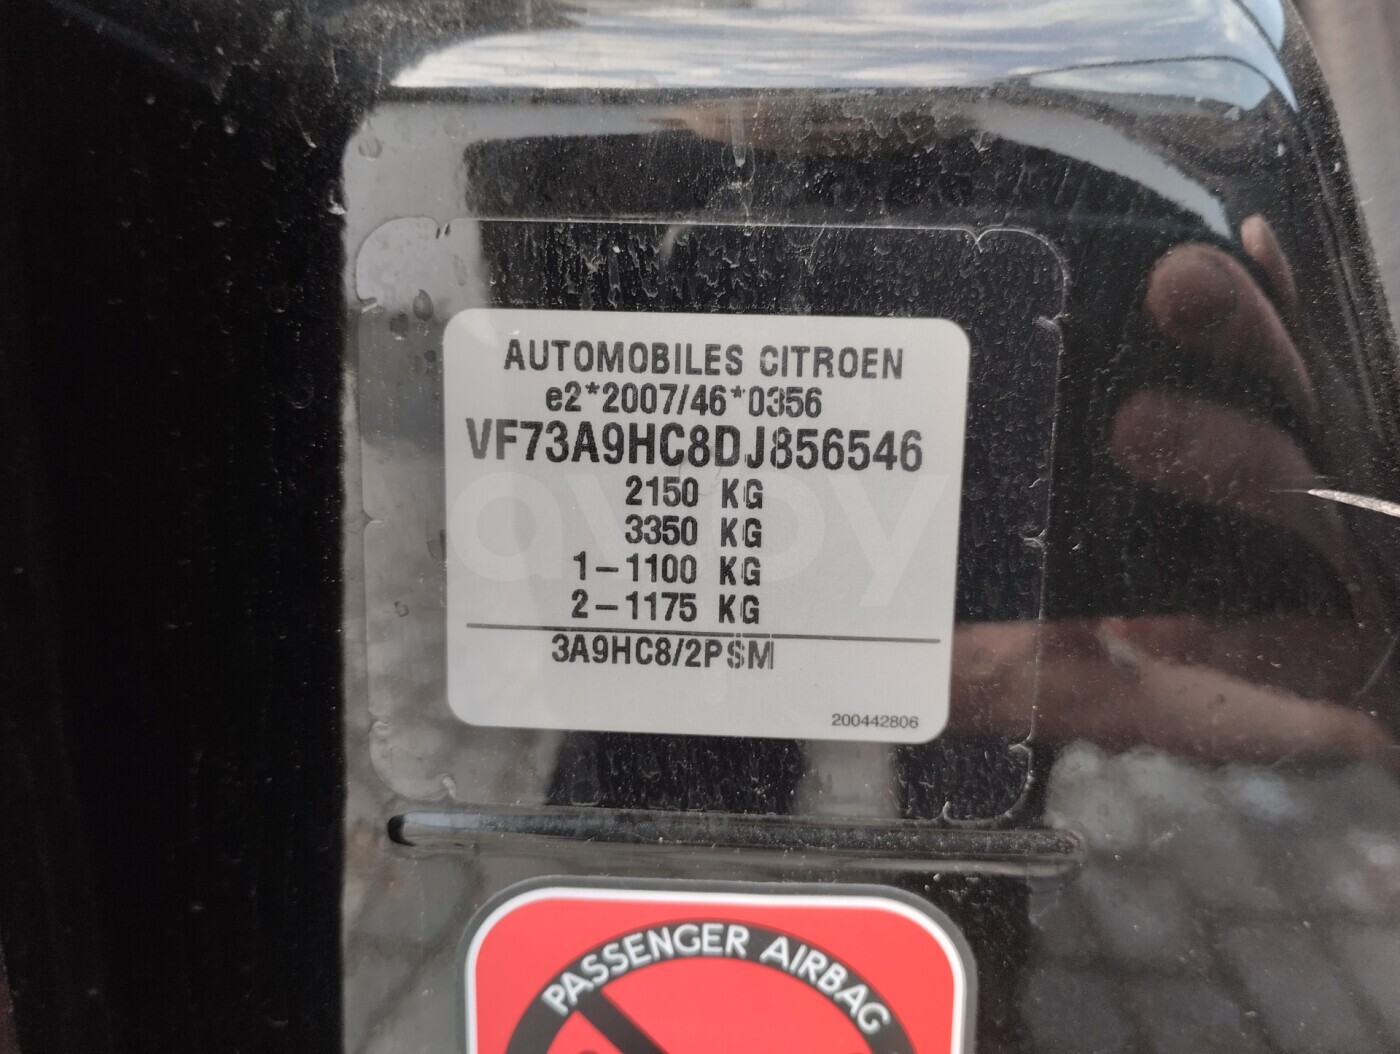 AUTOMOBILES CITROEN
e2*2007/46*0356
VF73A9HC8DJ856546
2150 KG
3350 KG
1-1100 KG
2-1175 KG
3A9HC8/2PSM
200442806
PASSENGER AIRBAG